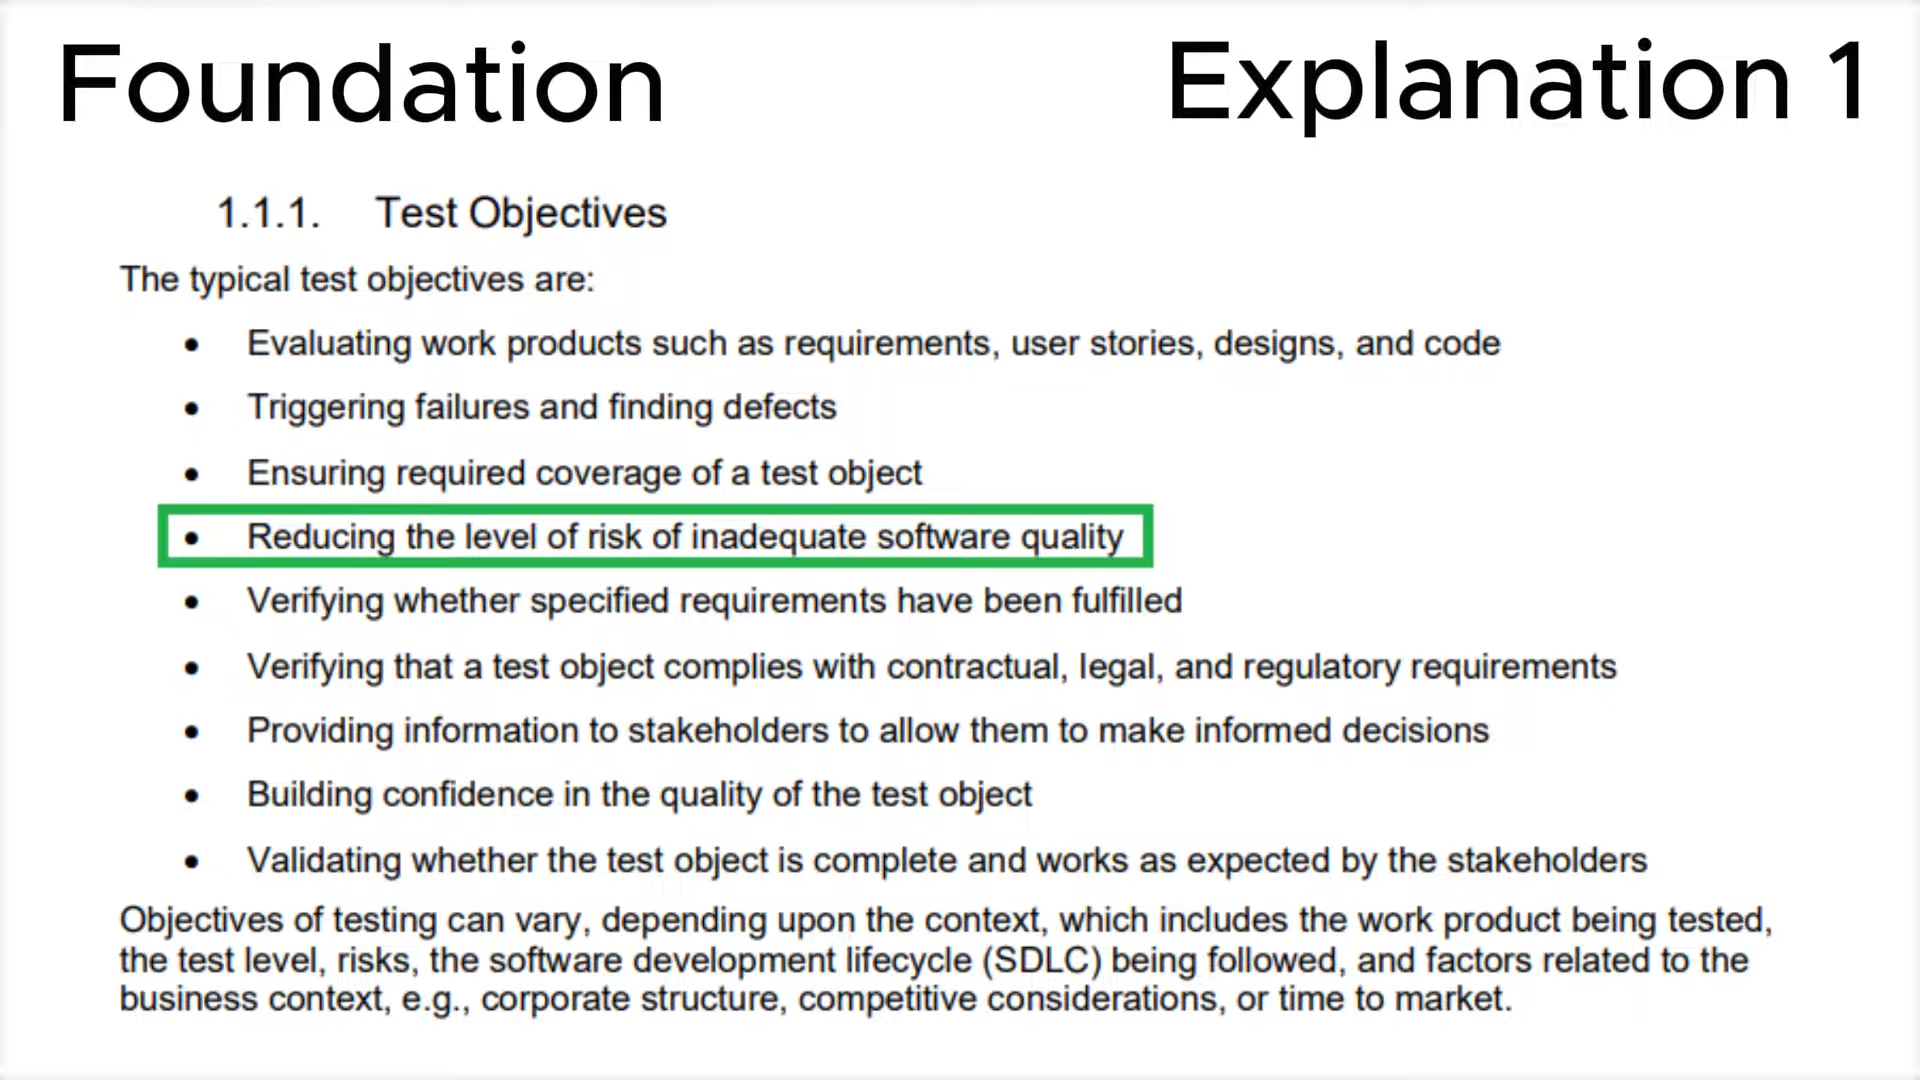 Foundation
Explanation 1
1.1.1. Test Objectives
The typical test objectives are:
• Evaluating work products such as requirements, user stories, designs, and code
• Triggering failures and finding defects
• Ensuring required coverage of a test object
• Reducing the level of risk of inadequate software quality
• Verifying whether specified requirements have been fulfilled
• Verifying that a test object complies with contractual, legal, and regulatory requirements
• Providing information to stakeholders to allow them to make informed decisions
• Building confidence in the quality of the test object
• Validating whether the test object is complete and works as expected by the stakeholders
Objectives of testing can vary, depending upon the context, which includes the work product being tested,
the test level, risks, the software development lifecycle (SDLC) being followed, and factors related to the
business context, e.g., corporate structure, competitive considerations, or time to market.